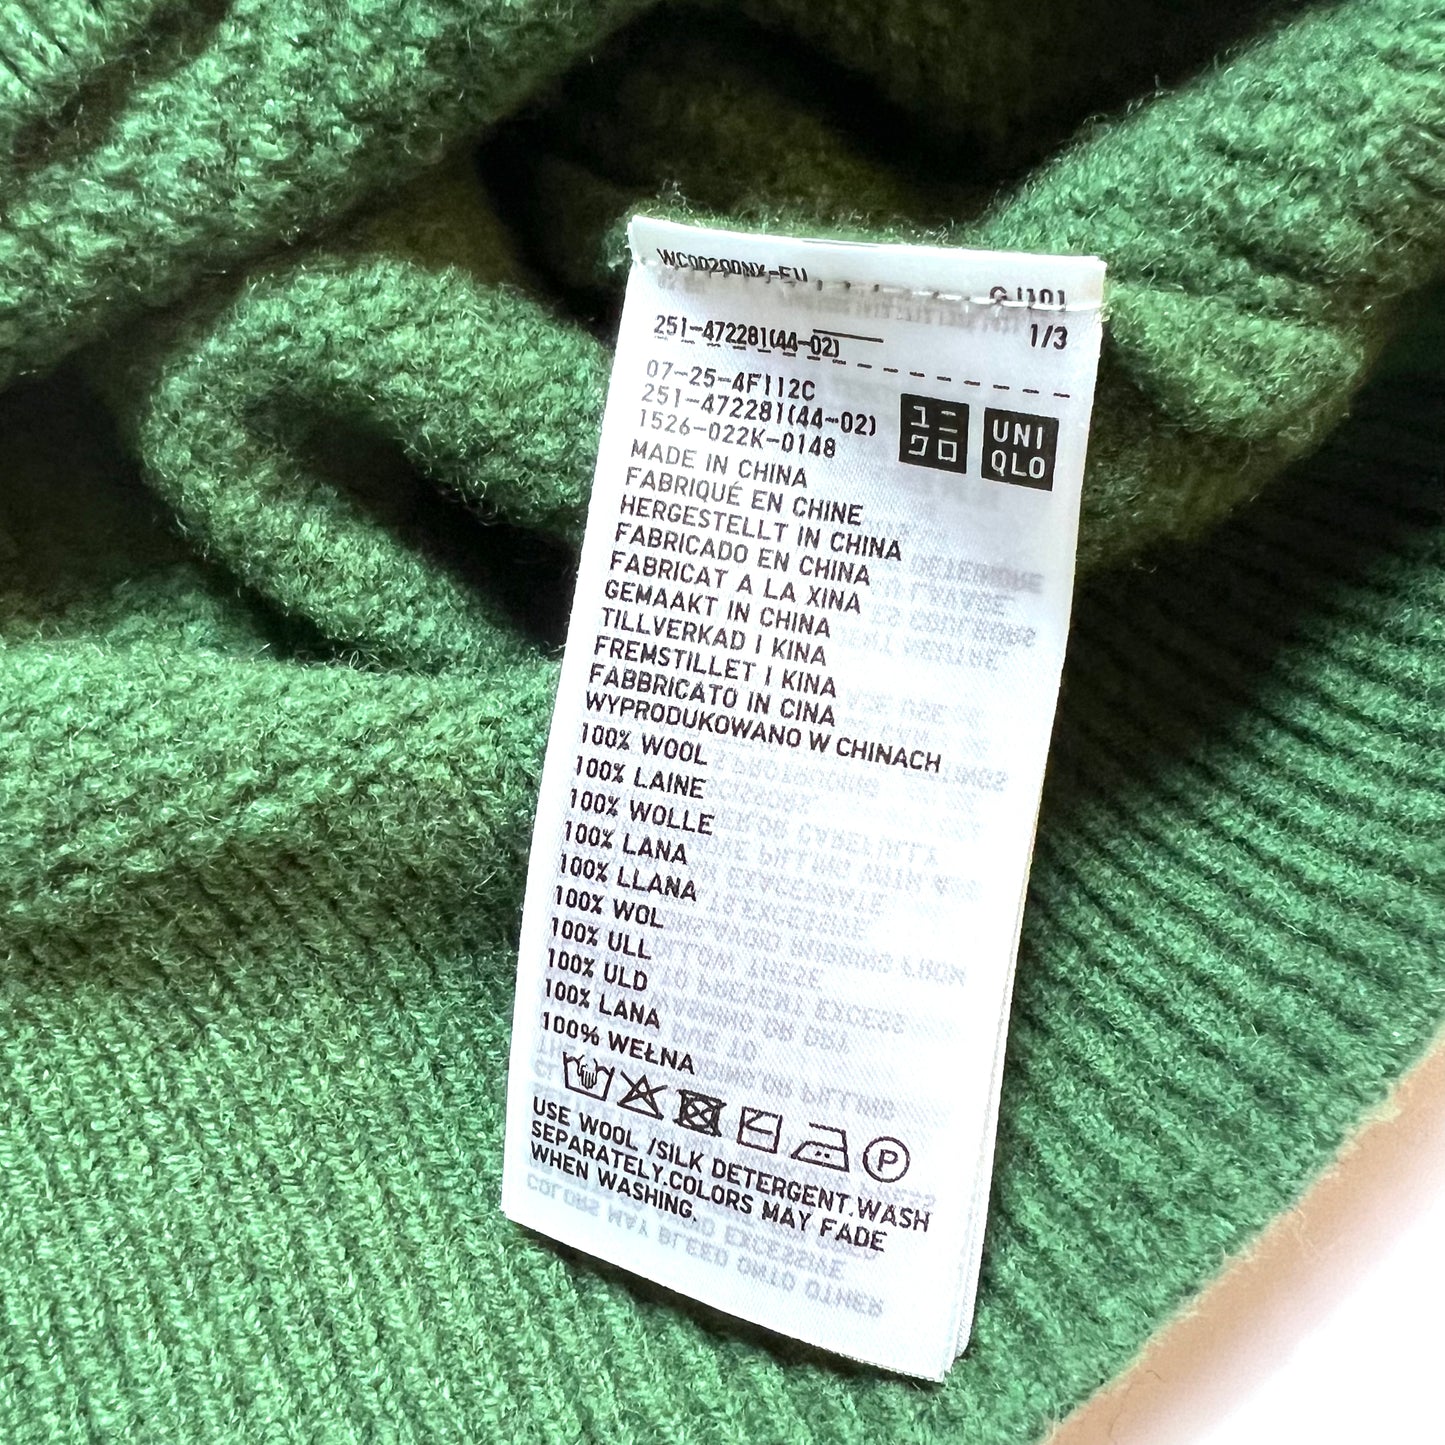 WC00200NX-EU
GJ101
251-472281(44-02)
1/3
07-25-4F112C
251-472281(44-02)
1526-022K-0148
ユニ
クロ
UNI
QLO
MADE IN CHINA
FABRIQUÉ EN CHINE
HERGESTELLT IN CHINA
FABRICADO EN CHINA
FABRICAT A LA XINA
GEMAAKT IN CHINA
TILLVERKAD I KINA
FREMSTILLET I KINA
FABBRICATO IN CINA
WYPRODUKOWANO W CHINACH
100% WOOL
100% LAINE
100% WOLLE
100% LANA
100% LLANA
100% WOL
100% ULL
100% ULD
100% LANA
100% WEŁNA
P
USE WOOL /SILK DETERGENT.WASH
SEPARATELY.COLORS MAY FADE
WHEN WASHING.